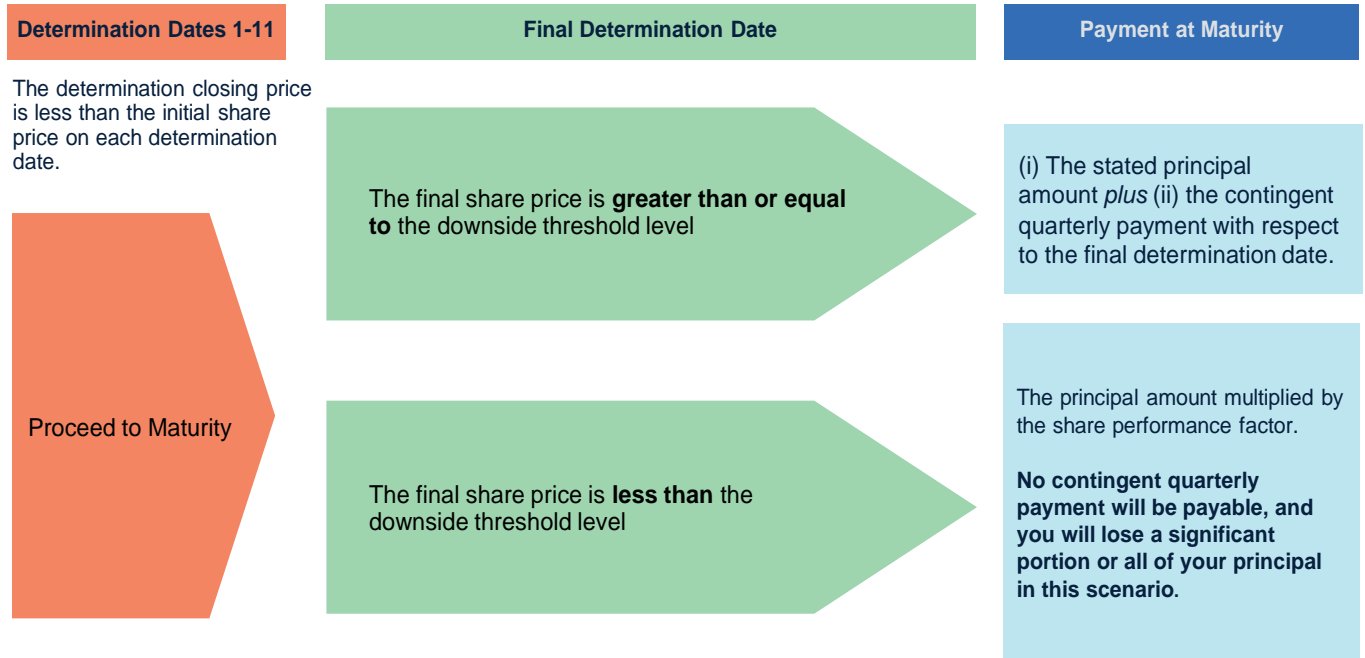 Determination Dates 1-11
Final Determination Date
Payment at Maturity
The determination closing price
is less than the initial share
price on each determination
date.
Proceed to Maturity
The final share price is greater than or equal
to the downside threshold level
(i) The stated principal
amount plus (ii) the contingent
quarterly payment with respect
to the final determination date.
The final share price is less than the
downside threshold level
The principal amount multiplied by
the share performance factor.
No contingent quarterly
payment will be payable, and
you will lose a significant
portion or all of your principal
in this scenario.